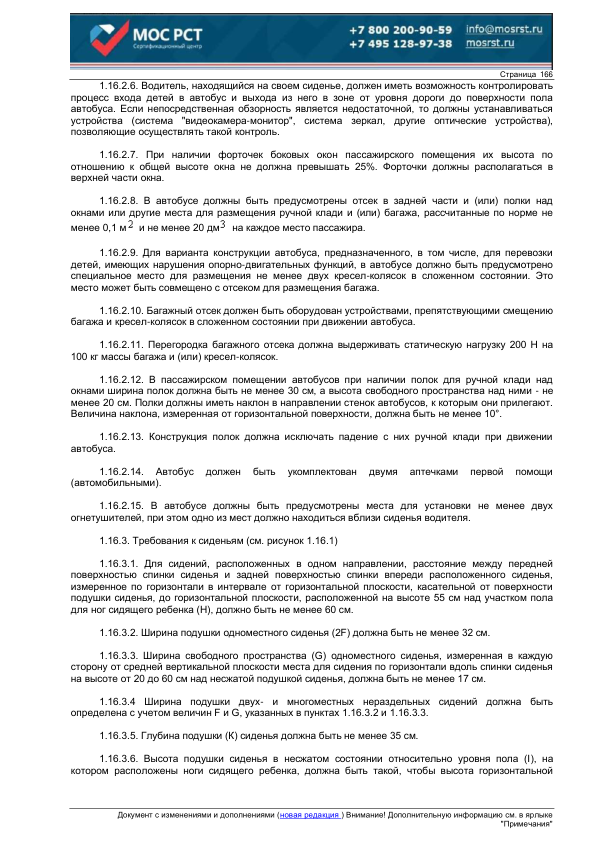 МОС РСТ
Сертификационный центр
+7 800 200-90-59
+7 495 128-97-38
info@mosrst.ru
mosrst.ru
Страница 166
1.16.2.6. Водитель, находящийся на своем сиденье, должен иметь возможность контролировать
процесс входа детей в автобус и выхода из него в зоне от уровня дороги до поверхности пола
автобуса. Если непосредственная обзорность является недостаточной, то должны устанавливаться
устройства (система "видеокамера-монитор", система зеркал, другие оптические устройства),
позволяющие осуществлять такой контроль.
1.16.2.7. При наличии форточек боковых окон пассажирского помещения их высота по
отношению к общей высоте окна не должна превышать 25%. Форточки должны располагаться в
верхней части окна.
1.16.2.8. В автобусе должны быть предусмотрены отсек в задней части и (или) полки над
окнами или другие места для размещения ручной клади и (или) багажа, рассчитанные по норме не
менее 0,1 м² и не менее 20 дм³ на каждое место пассажира.
1.16.2.9. Для варианта конструкции автобуса, предназначенного, в том числе, для перевозки
детей, имеющих нарушения опорно-двигательных функций, в автобусе должно быть предусмотрено
специальное место для размещения не менее двух кресел-колясок в сложенном состоянии. Это
место может быть совмещено с отсеком для размещения багажа.
1.16.2.10. Багажный отсек должен быть оборудован устройствами, препятствующими смещению
багажа и кресел-колясок в сложенном состоянии при движении автобуса.
1.16.2.11. Перегородка багажного отсека должна выдерживать статическую нагрузку 200 Н на
100 кг массы багажа и (или) кресел-колясок.
1.16.2.12. В пассажирском помещении автобусов при наличии полок для ручной клади над
окнами ширина полок должна быть не менее 30 см, а высота свободного пространства над ними - не
менее 20 см. Полки должны иметь наклон в направлении стенок автобусов, к которым они прилегают.
Величина наклона, измеренная от горизонтальной поверхности, должна быть не менее 10°.
1.16.2.13. Конструкция полок должна исключать падение с них ручной клади при движении
автобуса.
1.16.2.14. Автобус должен быть укомплектован двумя аптечками первой помощи
(автомобильными).
1.16.2.15. В автобусе должны быть предусмотрены места для установки не менее двух
огнетушителей, при этом одно из мест должно находиться вблизи сиденья водителя.
1.16.3. Требования к сиденьям (см. рисунок 1.16.1)
1.16.3.1. Для сидений, расположенных в одном направлении, расстояние между передней
поверхностью спинки сиденья и задней поверхностью спинки впереди расположенного сиденья,
измеренное по горизонтали в интервале от горизонтальной плоскости, касательной от поверхности
подушки сиденья, до горизонтальной плоскости, расположенной на высоте 55 см над участком пола
для ног сидящего ребенка (Н), должно быть не менее 60 см.
1.16.3.2. Ширина подушки одноместного сиденья (2F) должна быть не менее 32 см.
1.16.3.3. Ширина свободного пространства (G) одноместного сиденья, измеренная в каждую
сторону от средней вертикальной плоскости места для сидения по горизонтали вдоль спинки сиденья
на высоте от 20 до 60 см над несжатой подушкой сиденья, должна быть не менее 17 см.
1.16.3.4 Ширина подушки двух- и многоместных нераздельных сидений должна быть
определена с учетом величин F и G, указанных в пунктах 1.16.3.2 и 1.16.3.3.
1.16.3.5. Глубина подушки (К) сиденья должна быть не менее 35 см.
1.16.3.6. Высота подушки сиденья в несжатом состоянии относительно уровня пола (I), на
котором расположены ноги сидящего ребенка, должна быть такой, чтобы высота горизонтальной
Документ с изменениями и дополнениями (новая редакция ) Внимание! Дополнительную информацию см. в ярлыке
"Примечания"